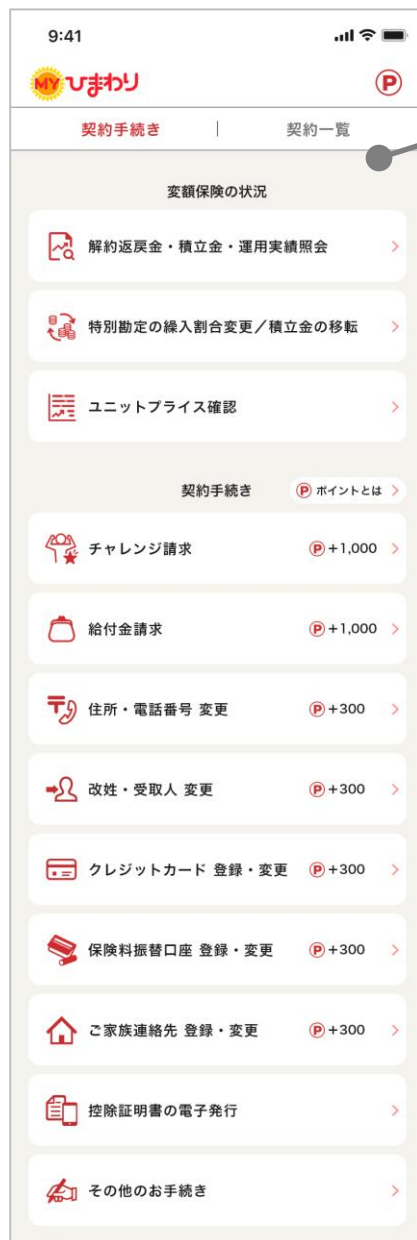 9:41
MYひまわり
P
契約手続き | 契約一覧
変額保険の状況
解約返戻金・積立金・運用実績照会
特別勘定の繰入割合変更／積立金の移転
ユニットプライス確認
契約手続き P ポイントとは
チャレンジ請求 P+1,000
給付金請求 P+1,000
住所・電話番号 変更 P+300
改姓・受取人 変更 P+300
クレジットカード 登録・変更 P+300
保険料振替口座 登録・変更 P+300
ご家族連絡先 登録・変更 P+300
控除証明書の電子発行
その他のお手続き